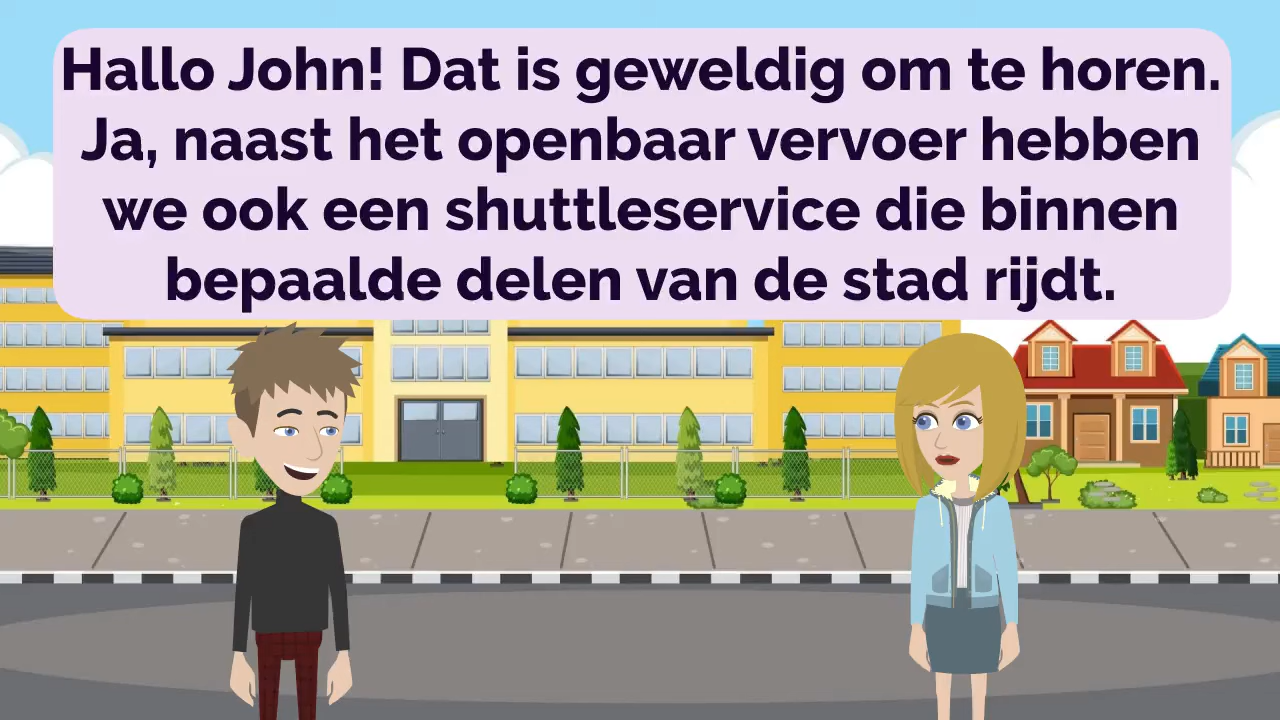 Hallo John! Dat is geweldig om te horen.
Ja, naast het openbaar vervoer hebben
we ook een shuttleservice die binnen
bepaalde delen van de stad rijdt.